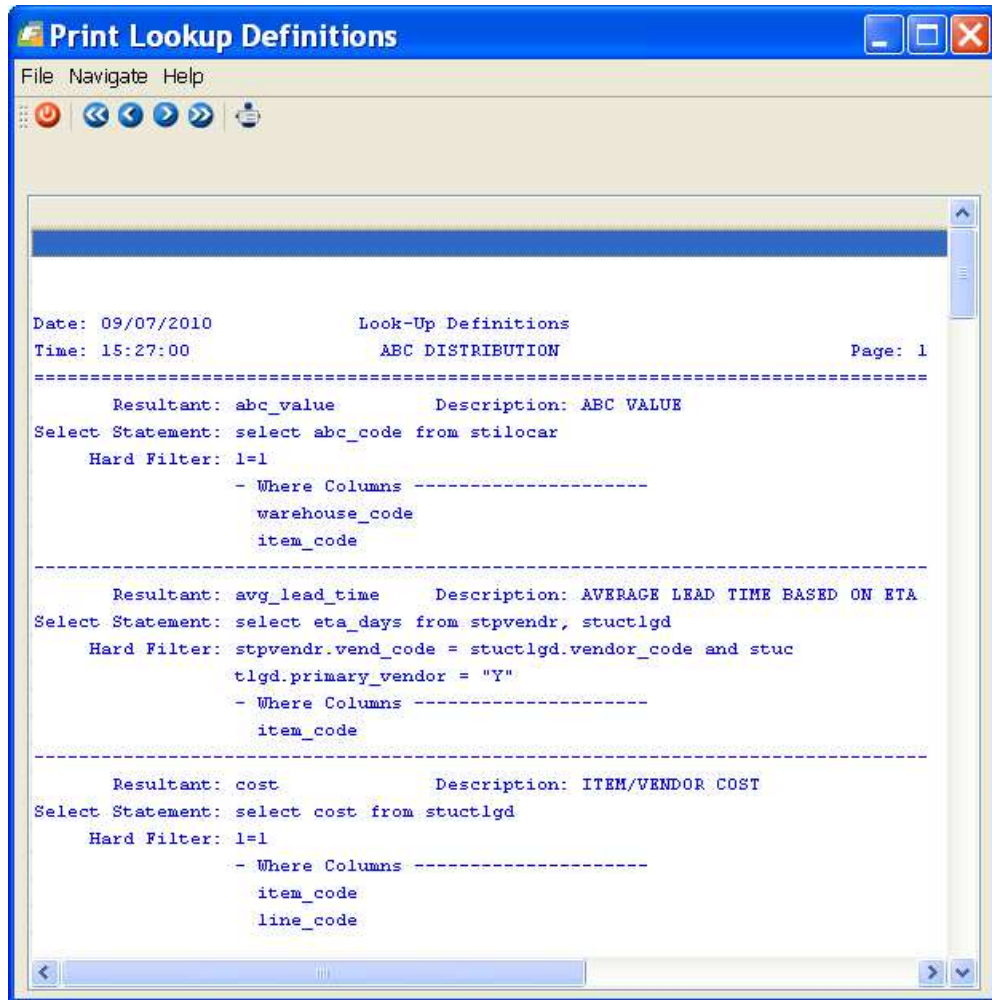 Print Lookup Definitions
File Navigate Help
Date: 09/07/2010 Look-Up Definitions
Time: 15:27:00 ABC DISTRIBUTION Page: 1
================================================================================
Resultant: abc_value Description: ABC VALUE
Select Statement: select abc_code from stilocar
Hard Filter: 1=1
- Where Columns ---------------------
warehouse_code
item_code
--------------------------------------------------------------------------------
Resultant: avg_lead_time Description: AVERAGE LEAD TIME BASED ON ETA
Select Statement: select eta_days from stpvendr, stuctlgd
Hard Filter: stpvendr.vend_code = stuctlgd.vendor_code and stuc
tlgd.primary_vendor = "Y"
- Where Columns ---------------------
item_code
--------------------------------------------------------------------------------
Resultant: cost Description: ITEM/VENDOR COST
Select Statement: select cost from stuctlgd
Hard Filter: 1=1
- Where Columns ---------------------
item_code
line_code